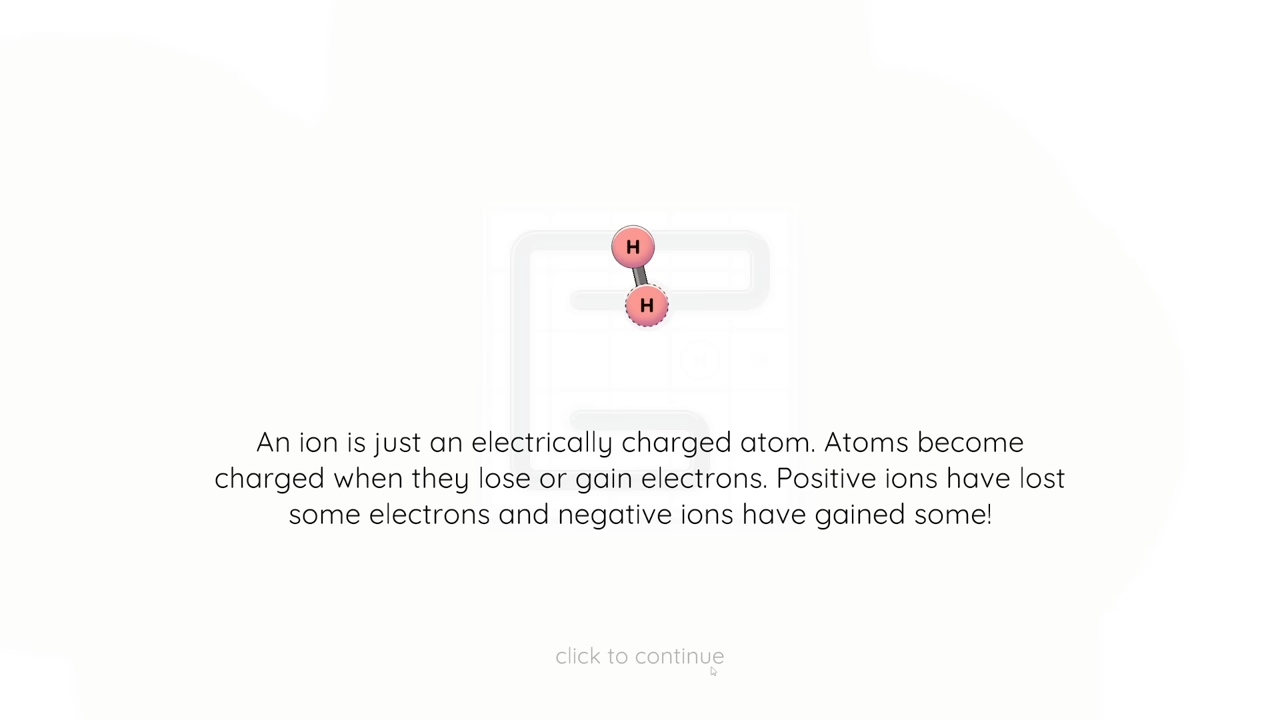 H
H
An ion is just an electrically charged atom. Atoms become
charged when they lose or gain electrons. Positive ions have lost
some electrons and negative ions have gained some!
click to continue